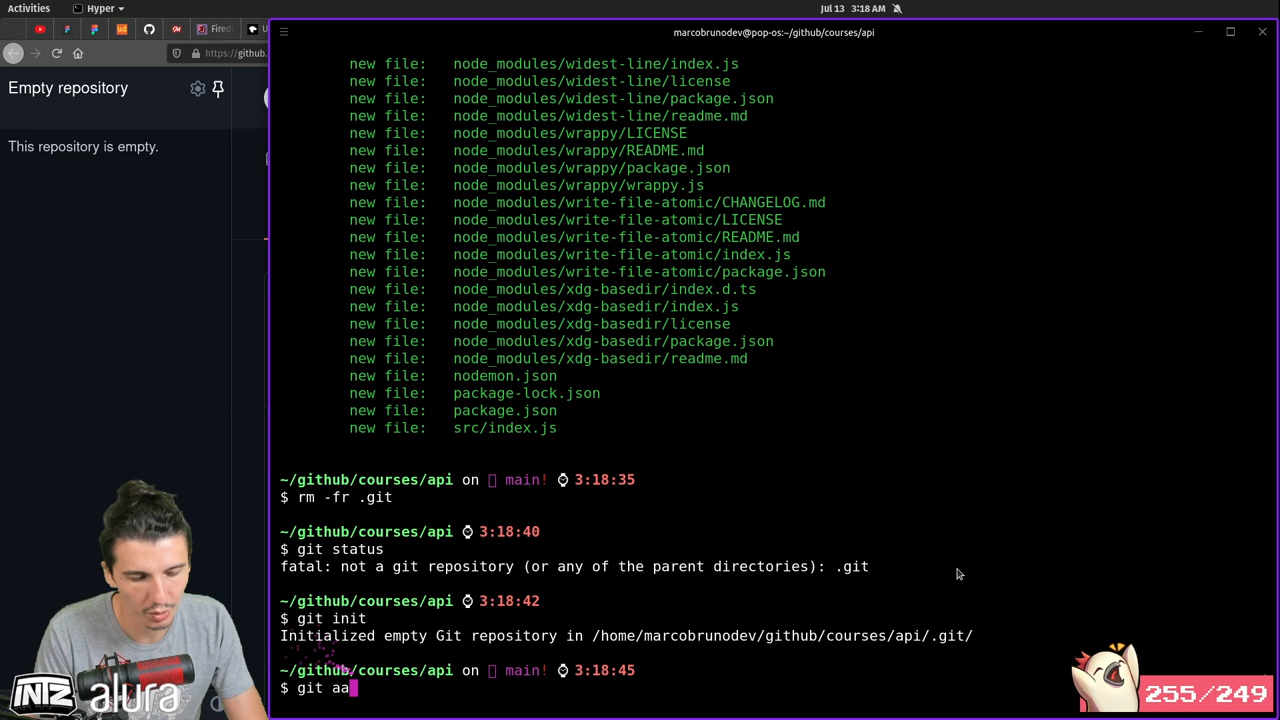 Activities
Hyper
Jul 13 3:18 AM
ud
Fired
U
https://github.
marcobrunodev@pop-os:~/github/courses/api
Empty repository
This repository is empty.
new file: node_modules/widest-line/index.js
new file: node_modules/widest-line/license
new file: node_modules/widest-line/package.json
new file: node_modules/widest-line/readme.md
new file: node_modules/wrappy/LICENSE
new file: node_modules/wrappy/README.md
new file: node_modules/wrappy/package.json
new file: node_modules/wrappy/wrappy.js
new file: node_modules/write-file-atomic/CHANGELOG.md
new file: node_modules/write-file-atomic/LICENSE
new file: node_modules/write-file-atomic/README.md
new file: node_modules/write-file-atomic/index.js
new file: node_modules/write-file-atomic/package.json
new file: node_modules/xdg-basedir/index.d.ts
new file: node_modules/xdg-basedir/index.js
new file: node_modules/xdg-basedir/license
new file: node_modules/xdg-basedir/package.json
new file: node_modules/xdg-basedir/readme.md
new file: nodemon.json
new file: package-lock.json
new file: package.json
new file: src/index.js
~/github/courses/api on main! 3:18:35
$ rm -fr .git
~/github/courses/api 3:18:40
$ git status
fatal: not a git repository (or any of the parent directories): .git
~/github/courses/api 3:18:42
$ git init
Initialized empty Git repository in /home/marcobrunodev/github/courses/api/.git/
~/github/courses/api on main! 3:18:45
$ git aa
alura
255/249